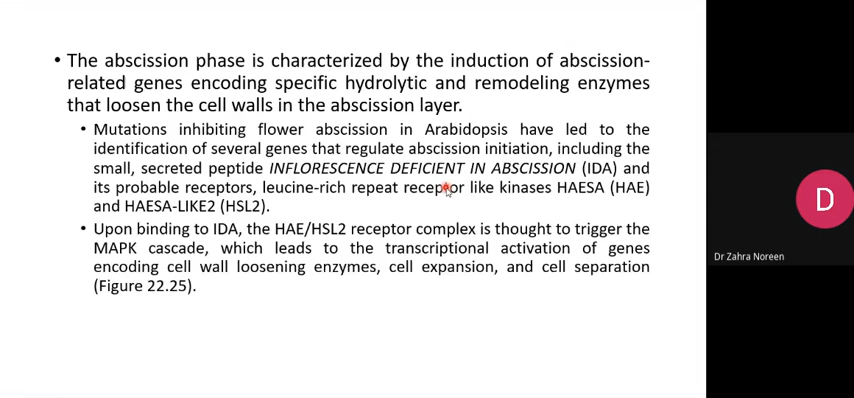 • The abscission phase is characterized by the induction of abscission-
related genes encoding specific hydrolytic and remodeling enzymes
that loosen the cell walls in the abscission layer.
• Mutations inhibiting flower abscission in Arabidopsis have led to the
identification of several genes that regulate abscission initiation, including the
small, secreted peptide INFLORESCENCE DEFICIENT IN ABSCISSION (IDA) and
its probable receptors, leucine-rich repeat receptor like kinases HAESA (HAE)
and HAESA-LIKE2 (HSL2).
• Upon binding to IDA, the HAE/HSL2 receptor complex is thought to trigger the
MAPK cascade, which leads to the transcriptional activation of genes
encoding cell wall loosening enzymes, cell expansion, and cell separation
(Figure 22.25).
D
Dr Zahra Noreen